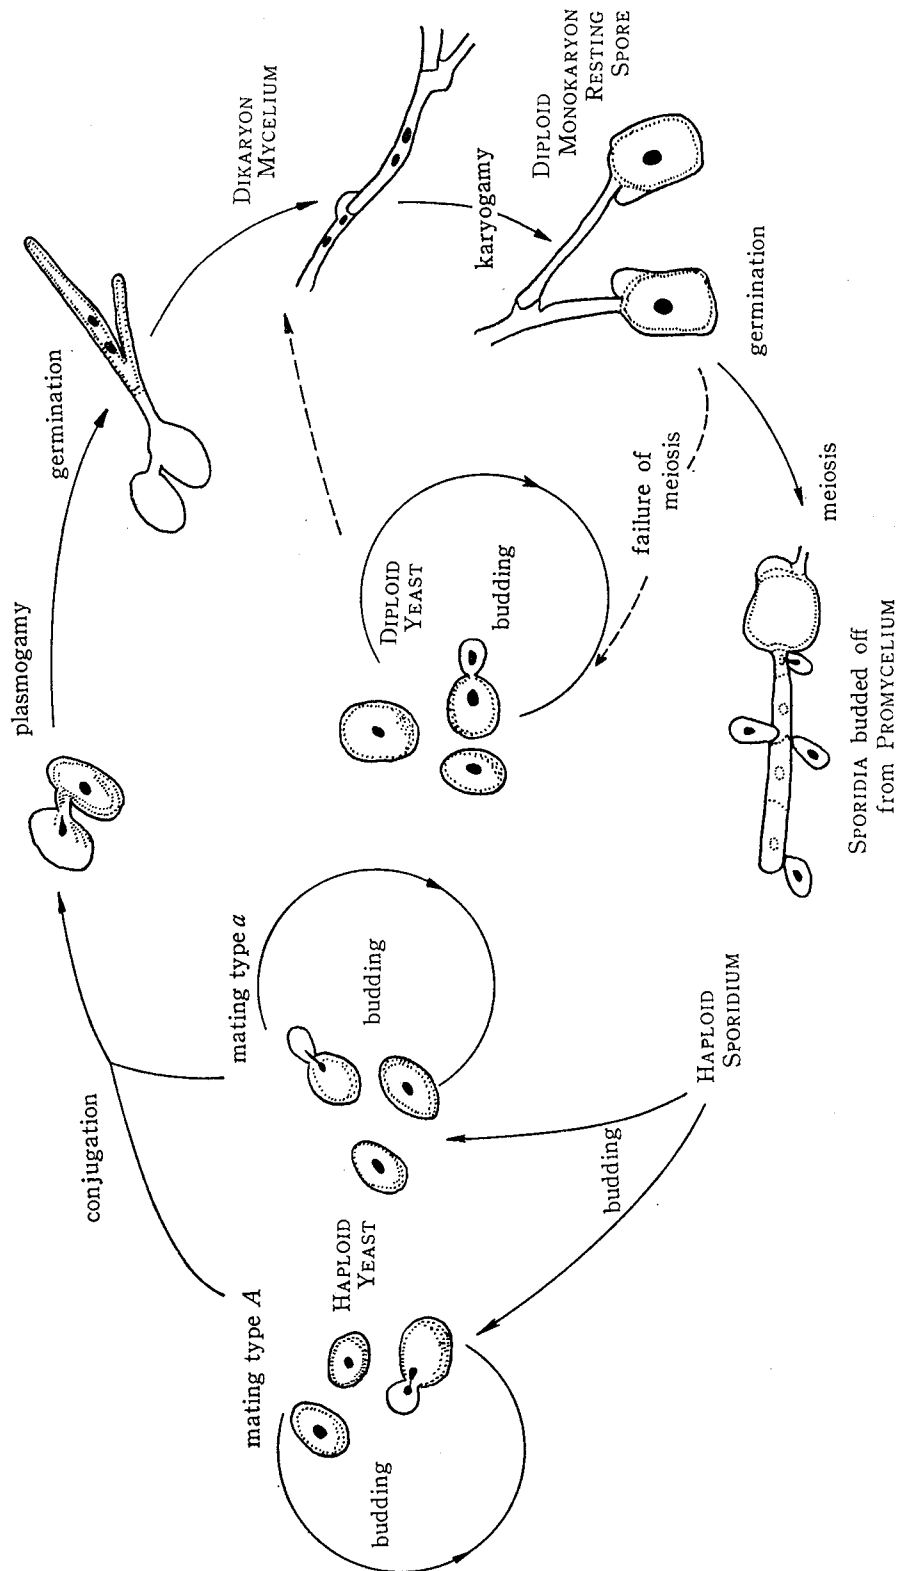 conjugation
plasmogamy
germination
DIKARYON
MYCELIUM
mating type A
mating type a
HAPLOID
YEAST
budding
budding
DIPLOID
YEAST
budding
karyogamy
DIPLOID
MONOKARYON
RESTING
SPORE
failure of
meiosis
germination
meiosis
budding
HAPLOID
SPORIDIUM
SPORIDIA budded off
from PROMYCELIUM